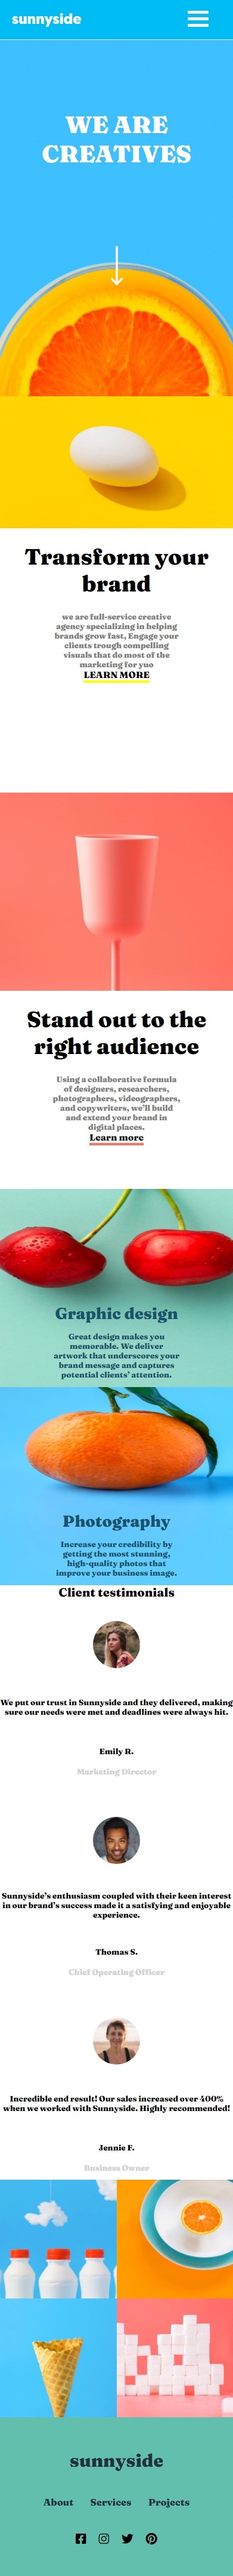 sunnyside
WE ARE
CREATIVES
Transform your
brand
we are full-service creative
agency specializing in helping
brands grow fast, Engage your
clients trough compelling
visuals that do most of the
marketing for yuo
LEARN MORE
Stand out to the
right audience
Using a collaborative formula
of designers, researchers,
photographers, videographers,
and copywriters, we'll build
and extend your brand in
digital places.
Learn more
Graphic design
Great design makes you
memorable. We deliver
artwork that underscores your
brand message and captures
potential clients' attention.
Photography
Increase your credibility by
getting the most stunning,
high-quality photos that
improve your business image.
Client testimonials
We put our trust in Sunnyside and they delivered, making
sure our needs were met and deadlines were always hit.
Emily R.
Marketing Director
Sunnyside's enthusiasm coupled with their keen interest
in our brand's success made it a satisfying and enjoyable
experience.
Thomas S.
Chief Operating Officer
Incredible end result! Our sales increased over 400%
when we worked with Sunnyside. Highly recommended!
Jennie F.
Business Owner
sunnyside
About Services Projects